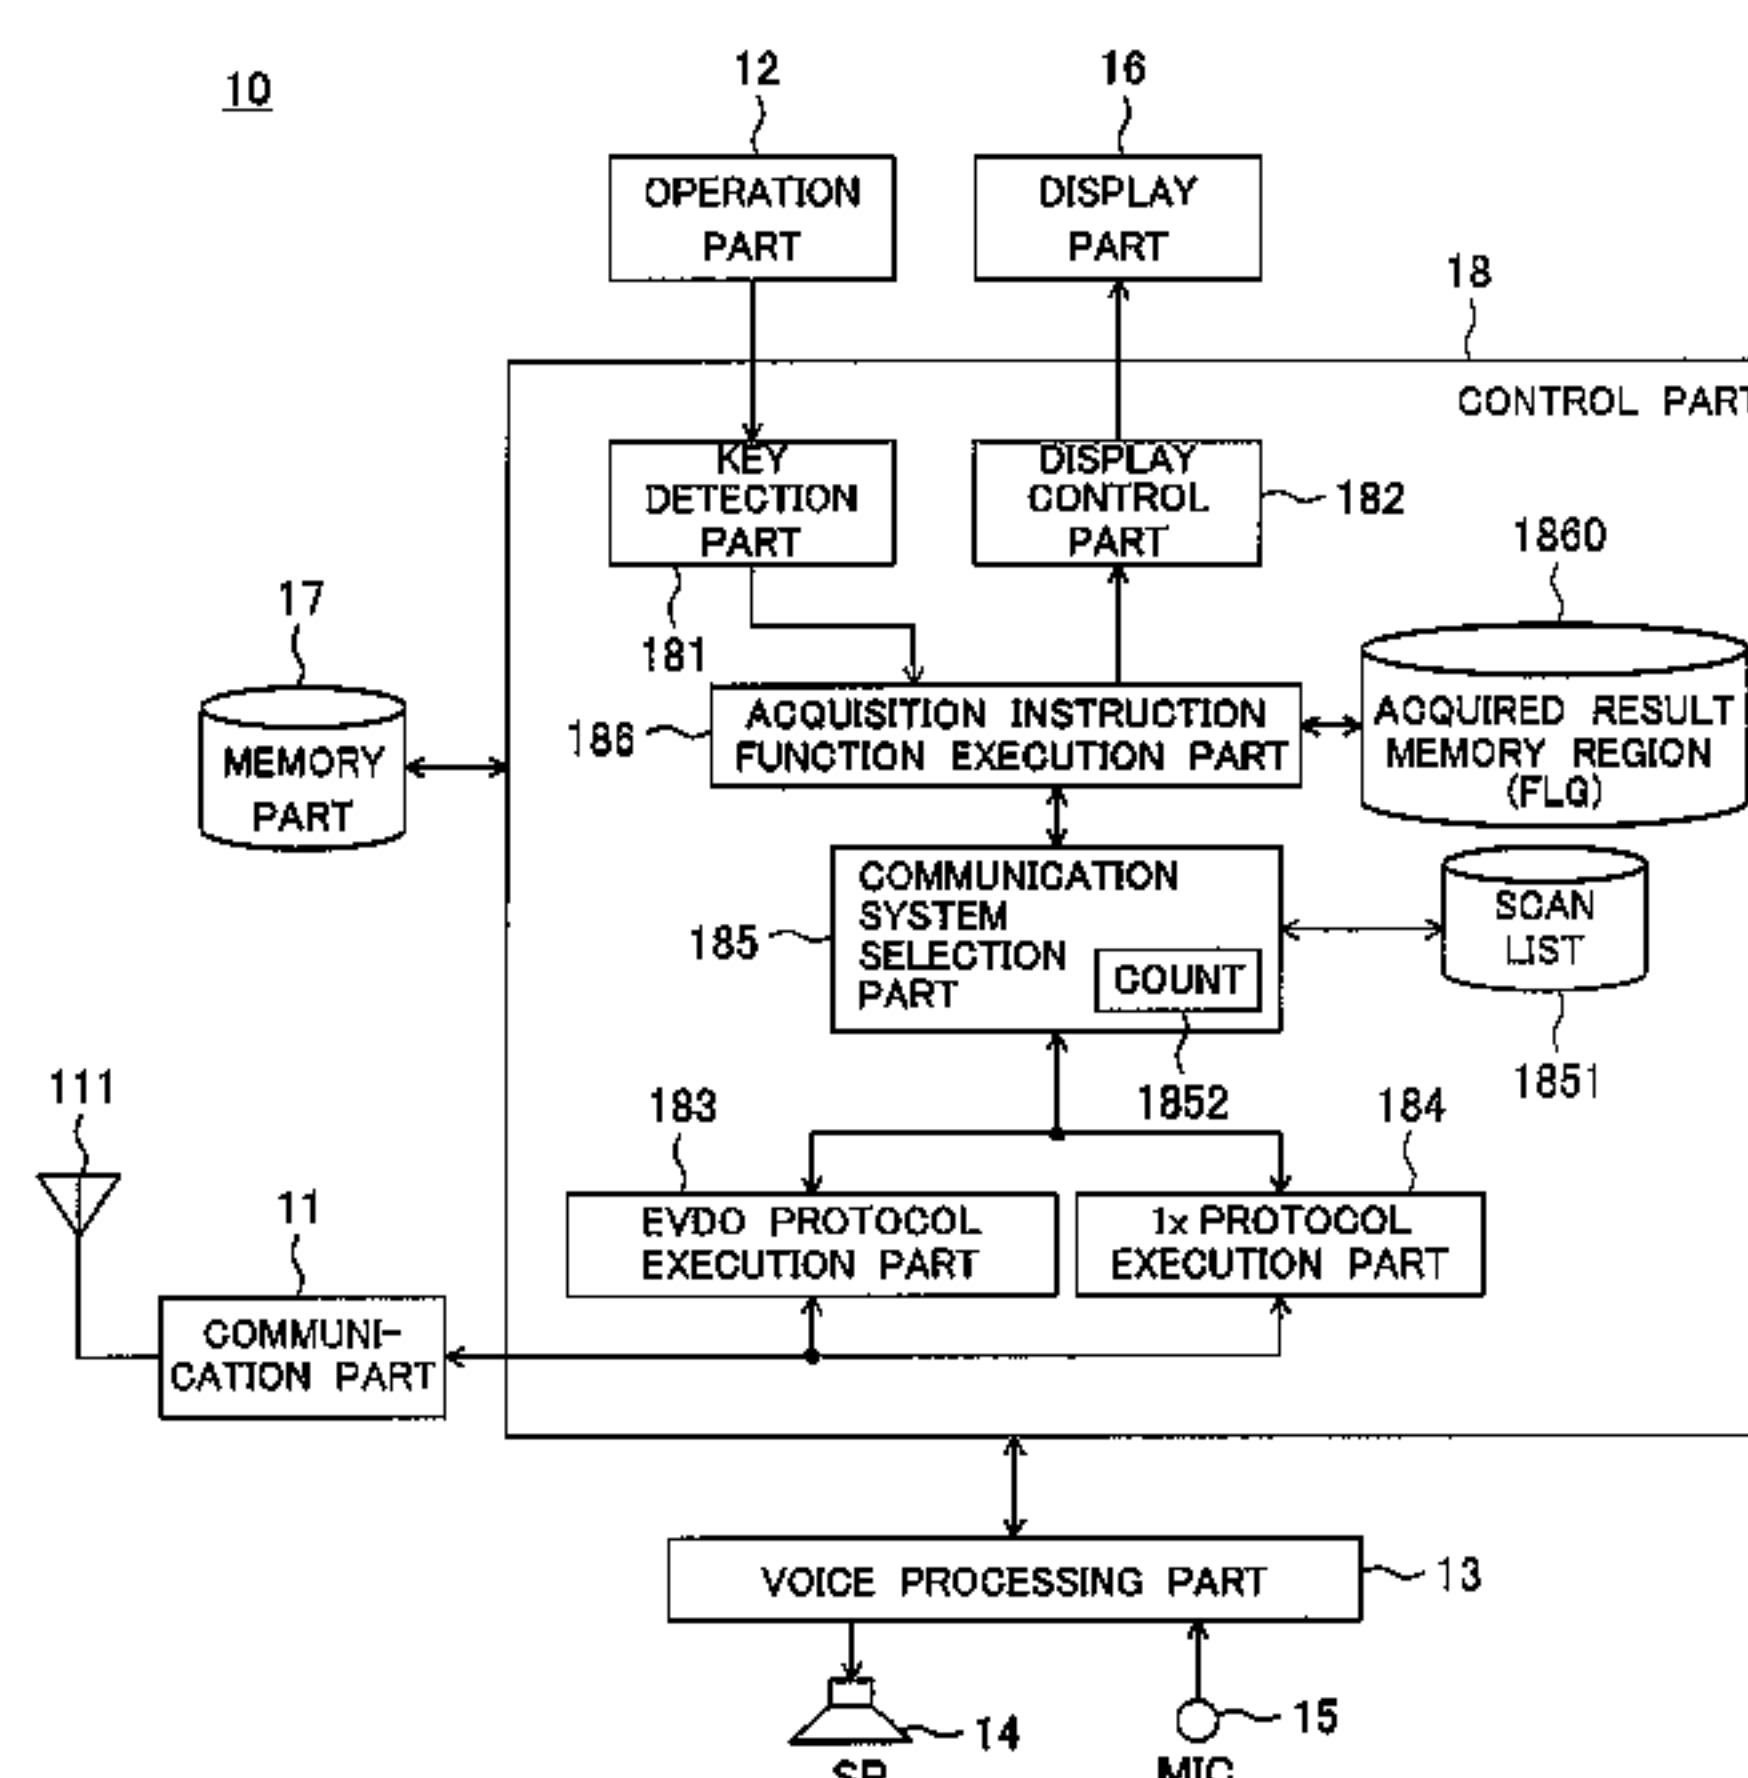 10
12
16
OPERATION
PART
DISPLAY
PART
18
CONTROL PART
KEY
DETECTION
PART
DISPLAY
CONTROL
PART
182
181
1860
17
MEMORY
PART
186
ACQUISITION INSTRUCTION
FUNCTION EXECUTION PART
ACQUIRED RESULT
MEMORY REGION
(FLG)
185
COMMUNICATION
SYSTEM
SELECTION
PART
COUNT
1852
SCAN
LIST
1851
111
183
184
11
EVDO PROTOCOL
EXECUTION PART
1x PROTOCOL
EXECUTION PART
COMMUNI-
CATION PART
VOICE PROCESSING PART
13
14
15
SP
MIC